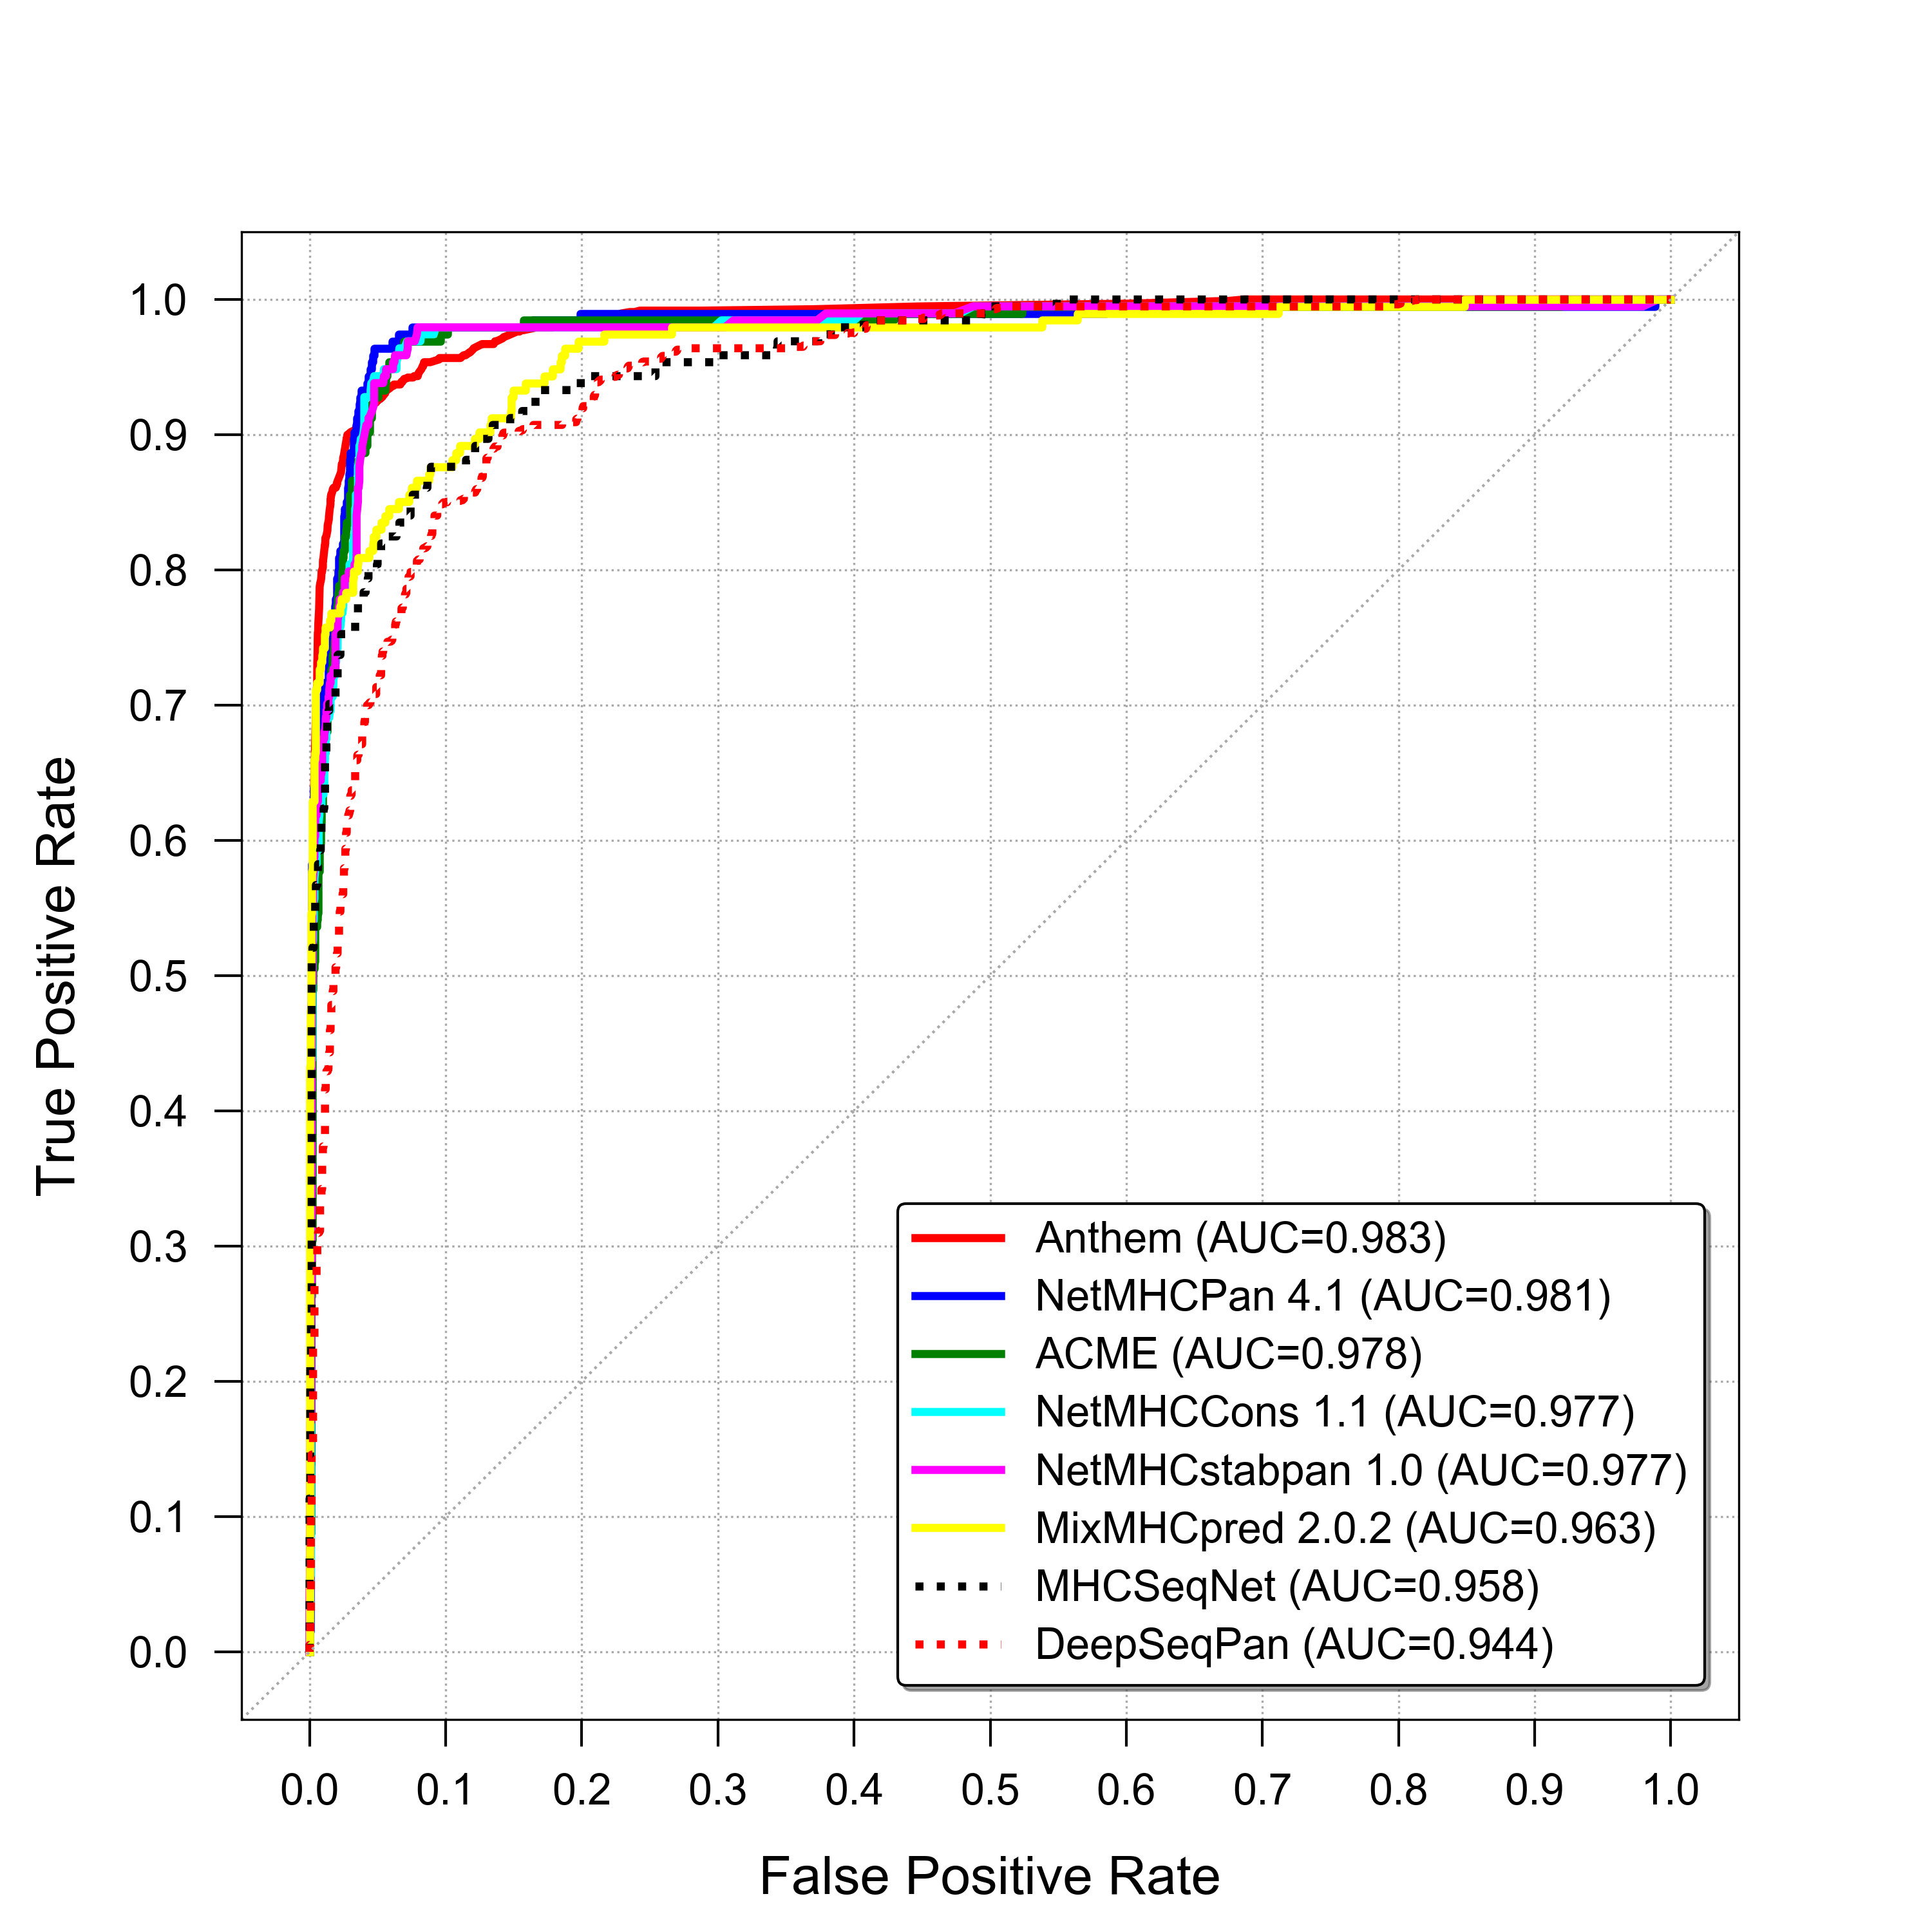 1.0
0.9
0.8
0.7
0.6
0.5
0.4
0.3
0.2
0.1
0.0
True Positive Rate
Anthem (AUC=0.983)
NetMHCPan 4.1 (AUC=0.981)
ACME (AUC=0.978)
NetMHCCons 1.1 (AUC=0.977)
NetMHCstabpan 1.0 (AUC=0.977)
MixMHCpred 2.0.2 (AUC=0.963)
MHCSeqNet (AUC=0.958)
DeepSeqPan (AUC=0.944)
0.0 0.1 0.2 0.3 0.4 0.5 0.6 0.7 0.8 0.9 1.0
False Positive Rate